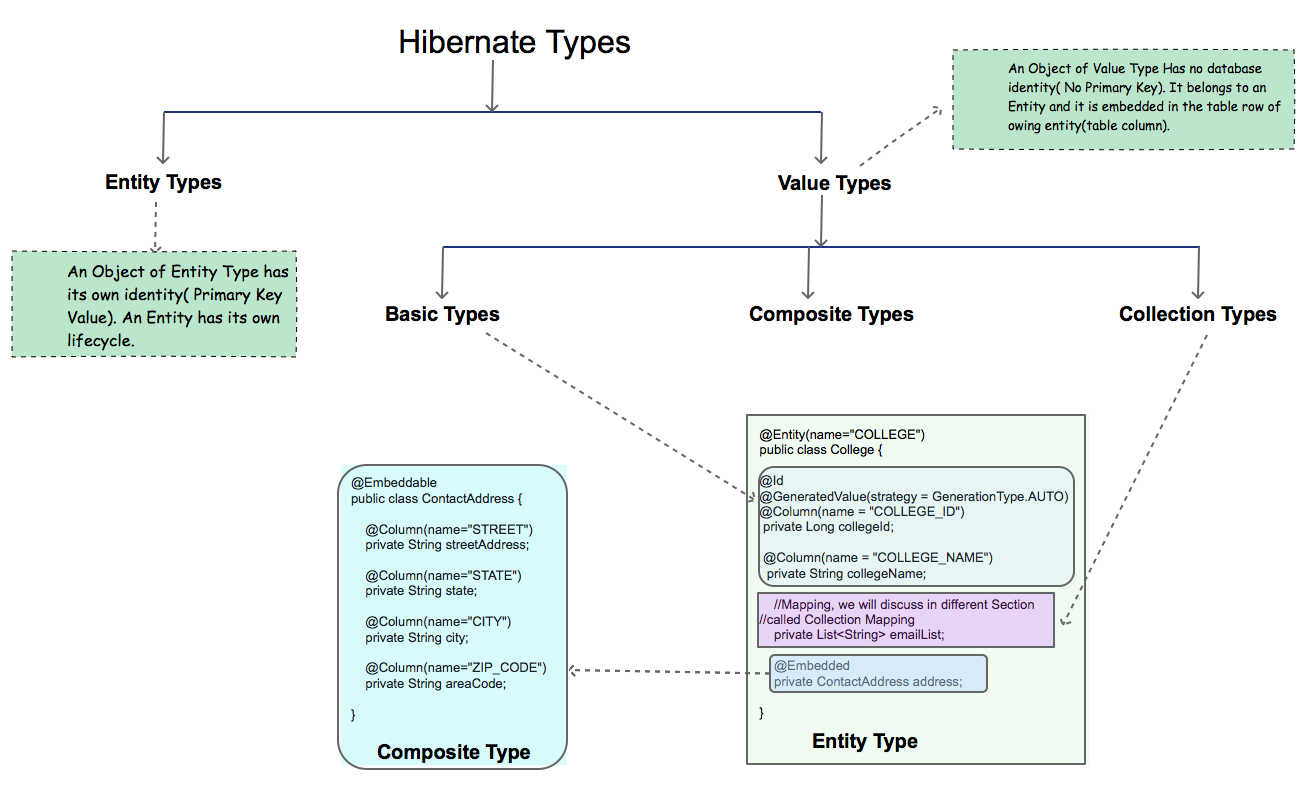 Hibernate Types
An Object of Value Type Has no database
identity( No Primary Key). It belongs to an
Entity and it is embedded in the table row of
owing entity(table column).
Entity Types
Value Types
An Object of Entity Type has
its own identity( Primary Key
Value). An Entity has its own
lifecycle.
Basic Types
Composite Types
Collection Types
@Embeddable
public class ContactAddress {
@Column(name="STREET")
private String streetAddress;
@Column(name="STATE")
private String state;
@Column(name="CITY")
private String city;
@Column(name="ZIP_CODE")
private String areaCode;
}
Composite Type
@Entity(name="COLLEGE")
public class College {
@Id
@GeneratedValue(strategy = GenerationType.AUTO)
@Column(name = "COLLEGE_ID")
private Long collegeId;
@Column(name = "COLLEGE_NAME")
private String collegeName;
//Mapping, we will discuss in different Section
//called Collection Mapping
private List<String> emailList;
@Embedded
private ContactAddress address;
}
Entity Type